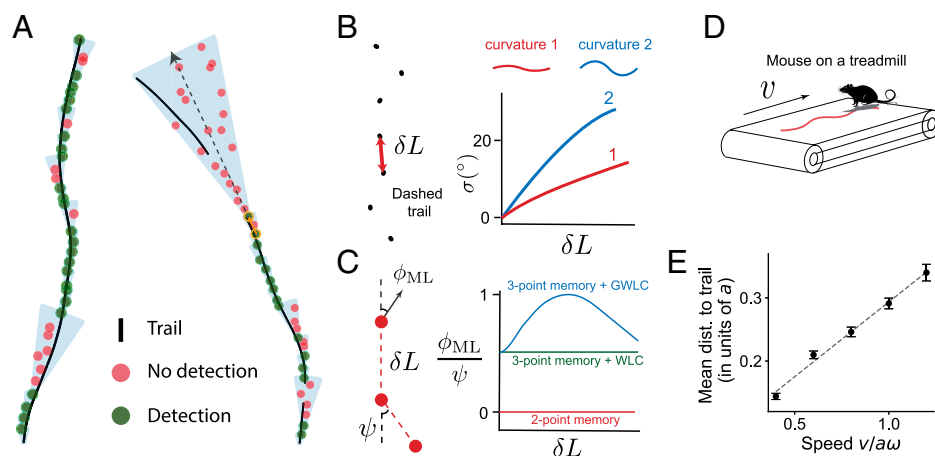 A
Trail
No detection
Detection
B
δL
Dashed
trail
curvature 1
curvature 2
2
1
20
0
σ(°)
δL
C
ϕML
δL
ψ
ϕML
ψ
1
0
3-point memory + GWLC
3-point memory + WLC
2-point memory
δL
D
Mouse on a treadmill
v
E
Mean dist. to trail
(in units of a)
0.3
0.2
0.5
1.0
Speed v/aω